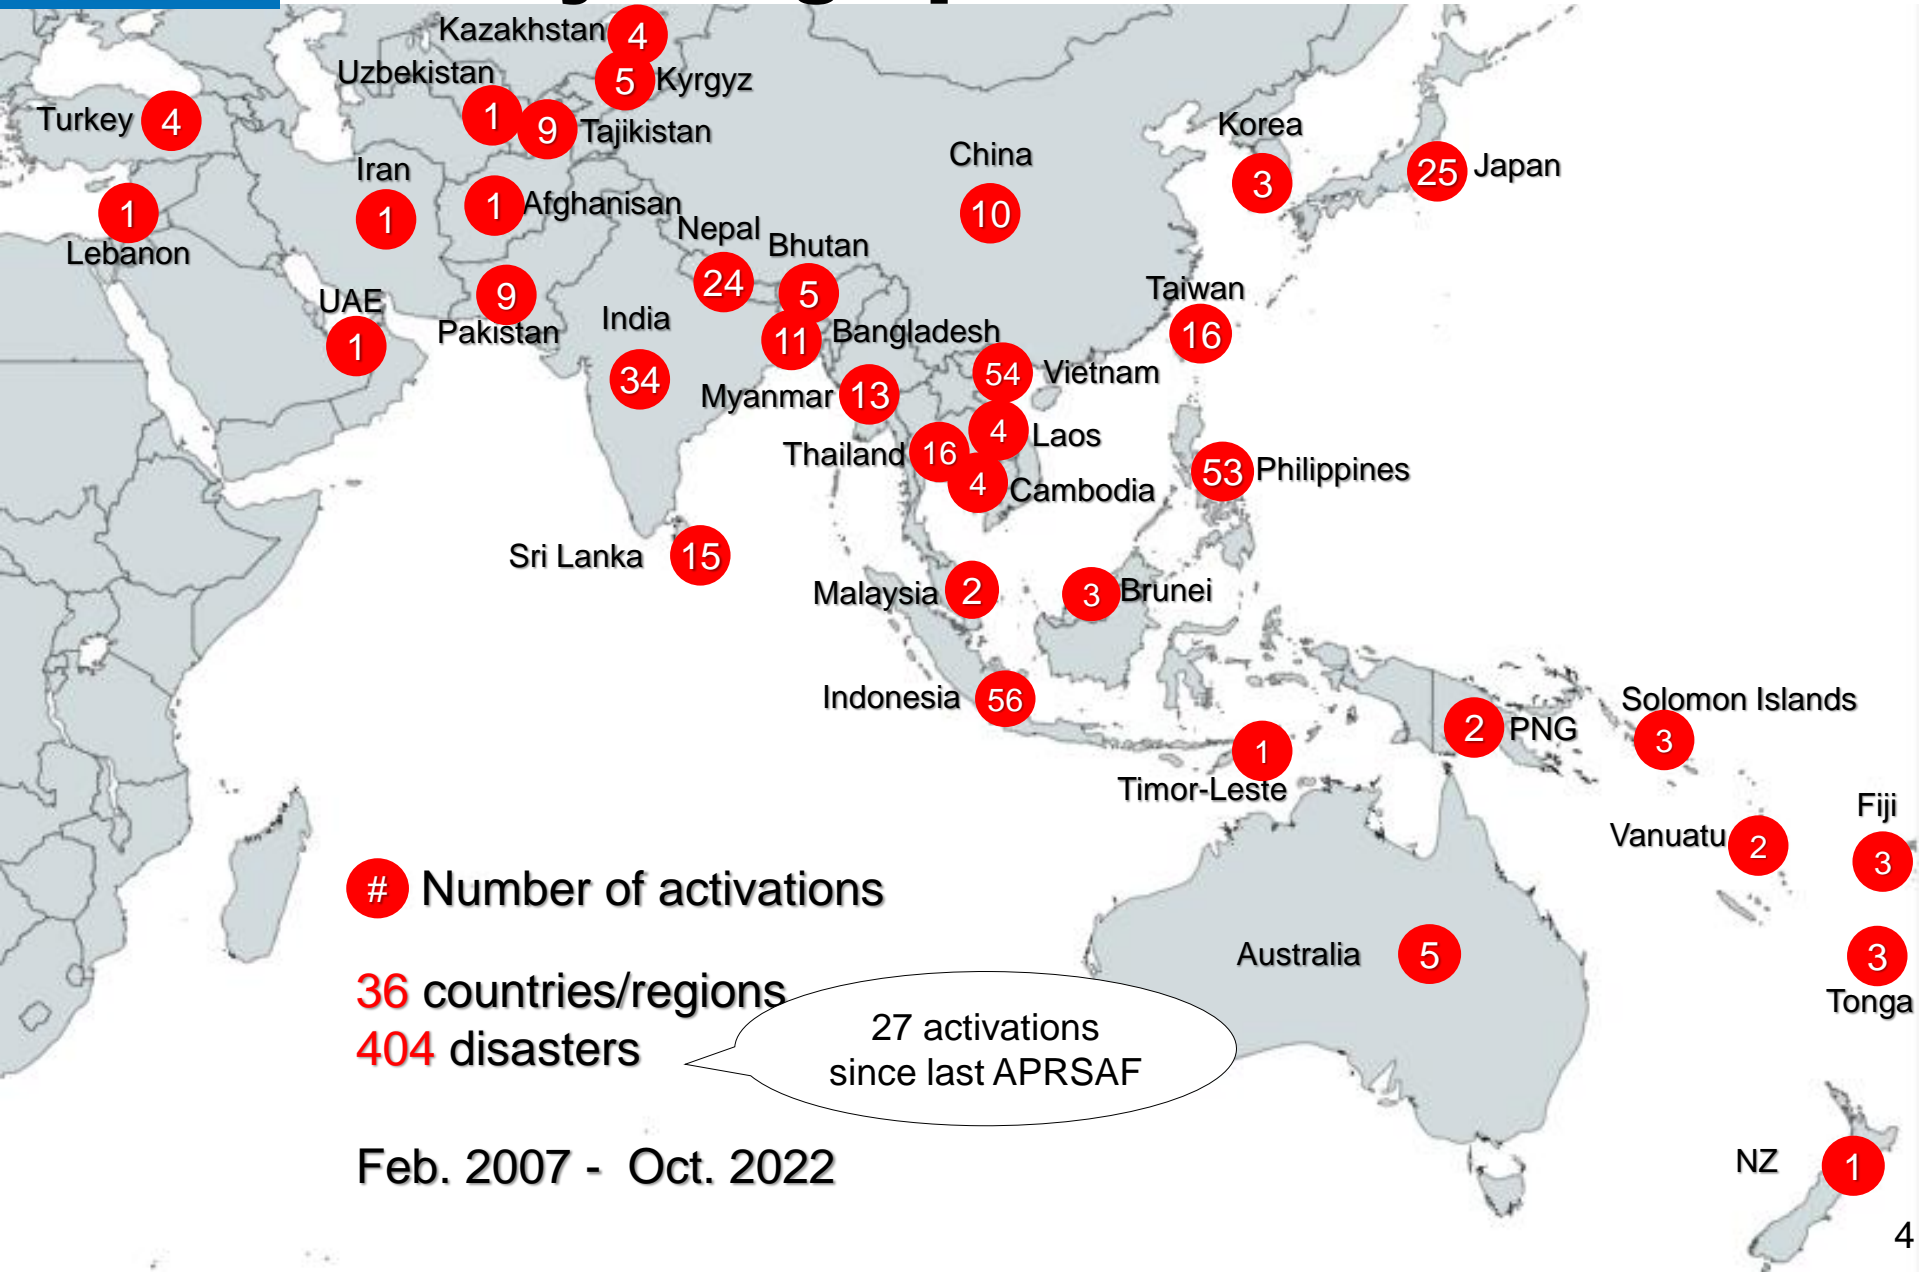 Kazakhstan
4
Uzbekistan
5
Kyrgyz
Turkey
4
1
9
Tajikistan
Korea
3
25
Japan
China
10
Iran
1
1
Afghanisan
1
Lebanon
Nepal
24
Bhutan
5
UAE
1
9
Pakistan
India
34
11
Bangladesh
Taiwan
16
54
Vietnam
Myanmar
13
4
Laos
Thailand
16
4
Cambodia
53
Philippines
Sri Lanka
15
Malaysia
2
3
Brunei
Indonesia
56
1
Timor-Leste
2
PNG
Solomon Islands
3
Vanuatu
2
Fiji
3
3
Tonga
Australia
5
NZ
1
# Number of activations
36 countries/regions
404 disasters
27 activations
since last APRSAF
Feb. 2007 - Oct. 2022
4